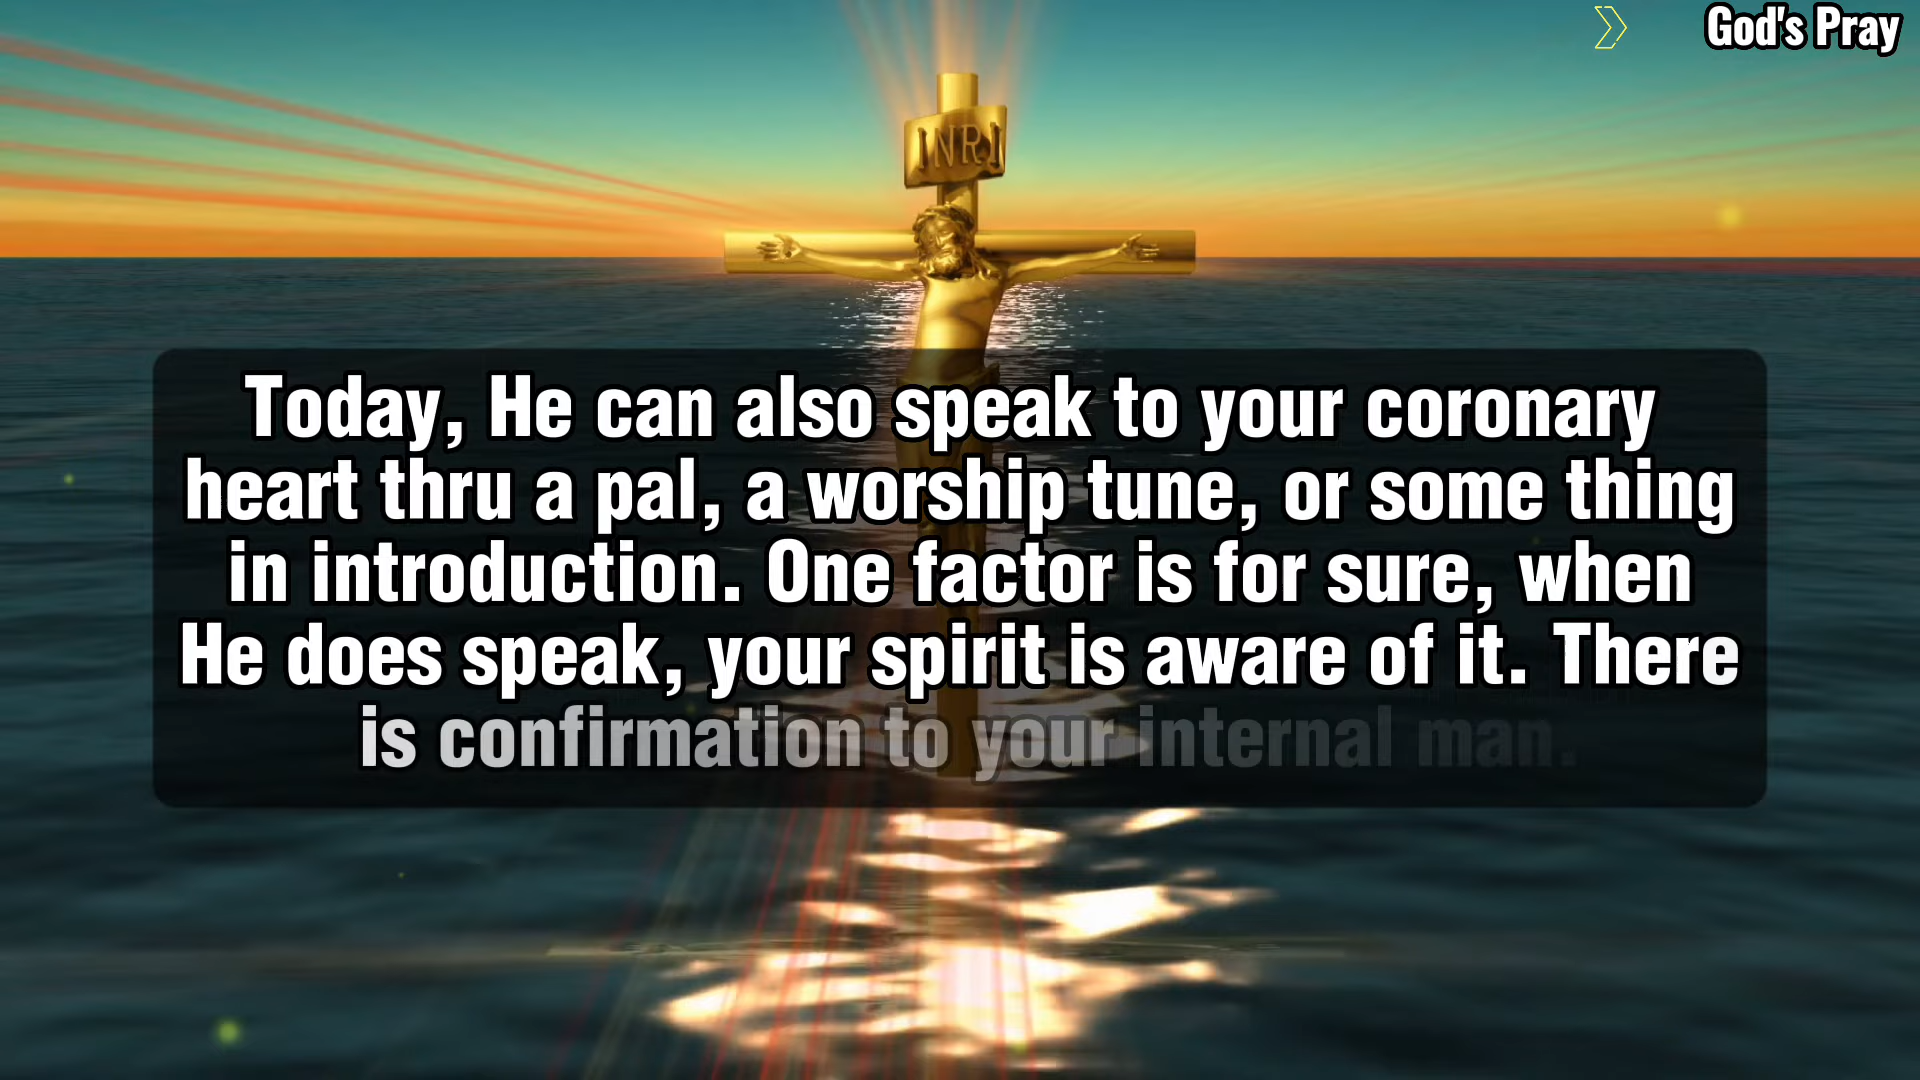 God's Pray
INRI
Today, He can also speak to your coronary
heart thru a pal, a worship tune, or some thing
in introduction. One factor is for sure, when
He does speak, your spirit is aware of it. There
is confirmation to your internal man.